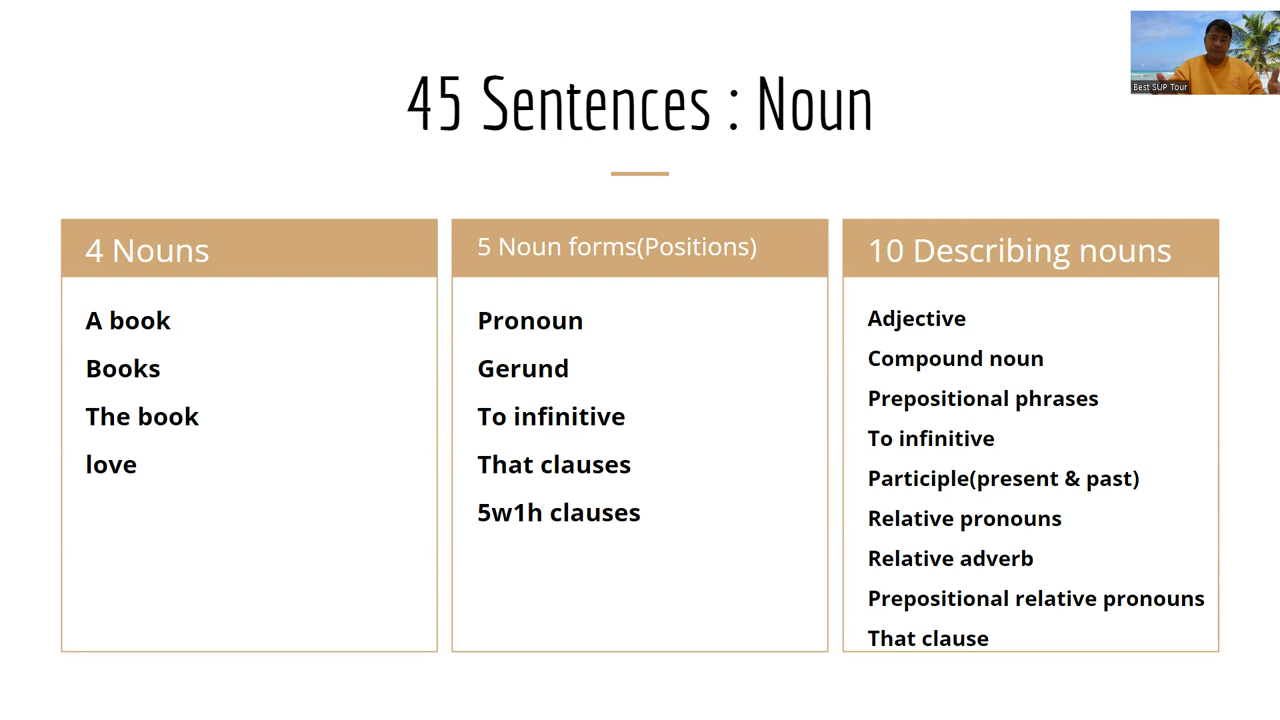 Best SUP Tour
45 Sentences : Noun
4 Nouns
A book
Books
The book
love
5 Noun forms(Positions)
Pronoun
Gerund
To infinitive
That clauses
5w1h clauses
10 Describing nouns
Adjective
Compound noun
Prepositional phrases
To infinitive
Participle(present & past)
Relative pronouns
Relative adverb
Prepositional relative pronouns
That clause